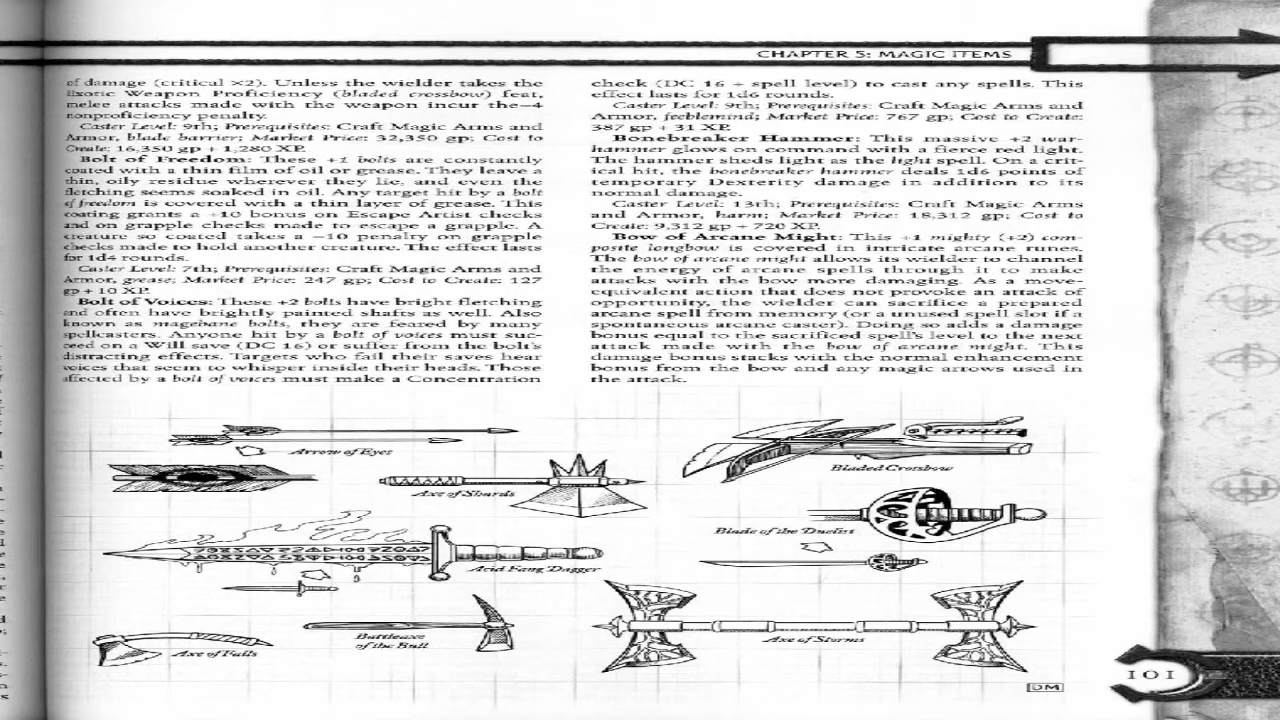 CHAPTER 5: MAGIC ITEMS
of damage (critical ×2). Unless the wielder takes the
Exotic Weapon Proficiency (bladed crossbow) feat,
melee attacks made with the weapon incur the–4
nonproficiency penalty.
Caster Level: 9th; Prerequisites: Craft Magic Arms and
Armor, blade barrier; Market Price: 32,350 gp; Cost to
Create: 16,350 gp + 1,280 XP.
Bolt of Freedom: These +1 bolts are constantly
coated with a thin film of oil or grease. They leave a
thin, oily residue wherever they lie, and even the
fletching seems soaked in oil. Any target hit by a bolt
of freedom is covered with a thin layer of grease. This
coating grants a +10 bonus on Escape Artist checks
and on grapple checks made to escape a grapple. A
creature so coated takes a –10 penalty on grapple
checks made to hold another creature. The effect lasts
for 1d4 rounds.
Caster Level: 7th; Prerequisites: Craft Magic Arms and
Armor, grease; Market Price: 247 gp; Cost to Create: 127
gp + 10 XP.
Bolt of Voices: These +2 bolts have bright fletching
and often have brightly painted shafts as well. Also
known as magebane bolts, they are feared by many
spellcasters. Anyone hit by a bolt of voices must suc-
ceed on a Will save (DC 16) or suffer from the bolt's
distracting effects. Targets who fail their saves hear
voices that seem to whisper inside their heads. Those
affected by a bolt of voices must make a Concentration
check (DC 16 + spell level) to cast any spells. This
effect lasts for 1d6 rounds.
Caster Level: 9th; Prerequisites: Craft Magic Arms and
Armor, feeblemind; Market Price: 767 gp; Cost to Create:
387 gp + 31 XP.
Bonebreaker Hammer: This massive +2 war-
hammer glows on command with a fierce red light.
The hammer sheds light as the light spell. On a crit-
ical hit, the bonebreaker hammer deals 1d6 points of
temporary Dexterity damage in addition to its
normal damage.
Caster Level: 13th; Prerequisites: Craft Magic Arms
and Armor, harm; Market Price: 18,312 gp; Cost to
Create: 9,312 gp + 720 XP.
Bow of Arcane Might: This +1 mighty (+2) com-
posite longbow is covered in intricate arcane runes.
The bow of arcane might allows its wielder to channel
the energy of arcane spells through it to make
attacks with the bow more damaging. As a move-
equivalent action that does not provoke an attack of
opportunity, the wielder can sacrifice a prepared
arcane spell from memory (or a unused spell slot if a
spontaneous arcane caster). Doing so adds a damage
bonus equal to the sacrificed spell's level to the next
attack made with the bow of arcane might. This
damage bonus stacks with the normal enhancement
bonus from the bow and any magic arrows used in
the attack.
Arrow of Eyes
Bladed Crossbow
Axe of Shards
Blade of the Duelist
Acid Fang Dagger
Battleaxe
of the Bull
Axe of Storms
Axe of Falls
DM
101